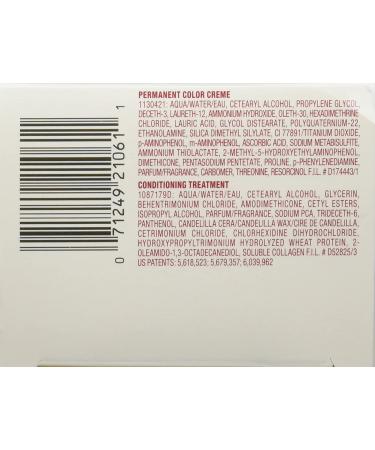 PERMANENT COLOR CREME
1130421: AQUA/WATER/EAU, CETEARYL ALCOHOL, PROPYLENE GLYCOL,
DECETH-3, LAURETH-12, AMMONIUM HYDROXIDE, OLETH-30, HEXADIMETHRINE
CHLORIDE, LAURIC ACID, GLYCOL DISTEARATE, POLYQUATERNIUM-22,
ETHANOLAMINE, SILICA DIMETHYL SILYLATE, CI 77891/TITANIUM DIOXIDE,
p-AMINOPHENOL, m-AMINOPHENOL, ASCORBIC ACID, SODIUM METABISULFITE,
AMMONIUM THIOLACTATE, 2-METHYL-5-HYDROXYETHYLAMINOPHENOL,
DIMETHICONE, PENTASODIUM PENTETATE, PROLINE, p-PHENYLENEDIAMINE,
PARFUM/FRAGRANCE, CARBOMER, THREONINE, RESORCINOL F.I.L. # D174443/1
CONDITIONING TREATMENT
1087179D: AQUA/WATER/EAU, CETEARYL ALCOHOL, GLYCERIN,
BEHENTRIMONIUM CHLORIDE, AMODIMETHICONE, CETYL ESTERS,
ISOPROPYL ALCOHOL, PARFUM/FRAGRANCE, SODIUM PCA, TRIDECETH-6,
PANTHENOL, CANDELILLA CERA/CANDELILLA WAX/CIRE DE CANDELILLA,
CETRIMONIUM CHLORIDE, CHLORHEXIDINE DIHYDROCHLORIDE,
HYDROXYPROPYLTRIMONIUM HYDROLYZED WHEAT PROTEIN, 2-
OLEAMIDO-1,3-OCTADECANEDIOL, SOLUBLE COLLAGEN F.I.L. # D52825/3
US PATENTS: 5,618,523; 5,679,357; 6,039,962
0 71249 21061 1